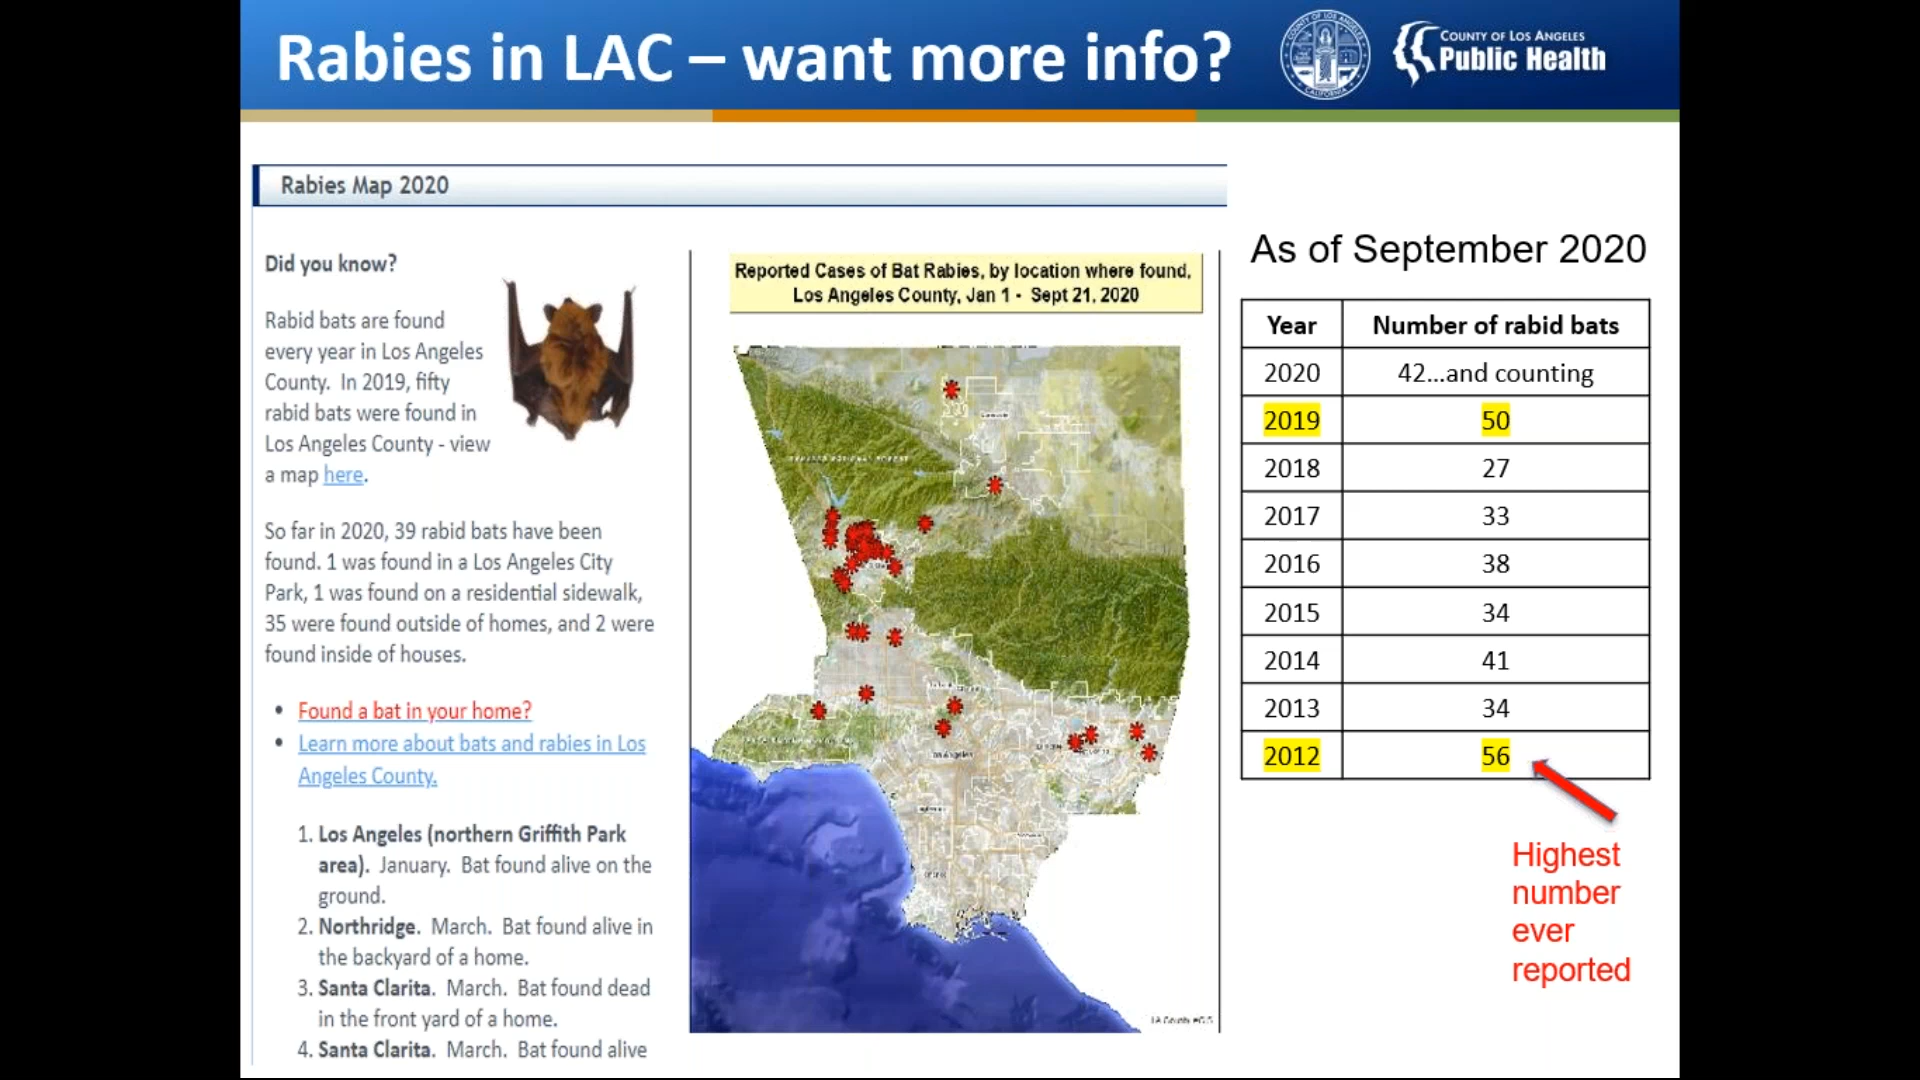 Rabies in LAC – want more info?
COUNTY OF LOS ANGELES
Public Health
Rabies Map 2020
Did you know?
Rabid bats are found
every year in Los Angeles
County. In 2019, fifty
rabid bats were found in
Los Angeles County - view
a map here.
So far in 2020, 39 rabid bats have been
found. 1 was found in a Los Angeles City
Park, 1 was found on a residential sidewalk,
35 were found outside of homes, and 2 were
found inside of houses.
• Found a bat in your home?
• Learn more about bats and rabies in Los
Angeles County.
1. Los Angeles (northern Griffith Park
area). January. Bat found alive on the
ground.
2. Northridge. March. Bat found alive in
the backyard of a home.
3. Santa Clarita. March. Bat found dead
in the front yard of a home.
4. Santa Clarita. March. Bat found alive
Reported Cases of Bat Rabies, by location where found,
Los Angeles County, Jan 1 - Sept 21, 2020
Los Angeles
As of September 2020
Year Number of rabid bats
2020 42...and counting
2019 50
2018 27
2017 33
2016 38
2015 34
2014 41
2013 34
2012 56
Highest
number
ever
reported